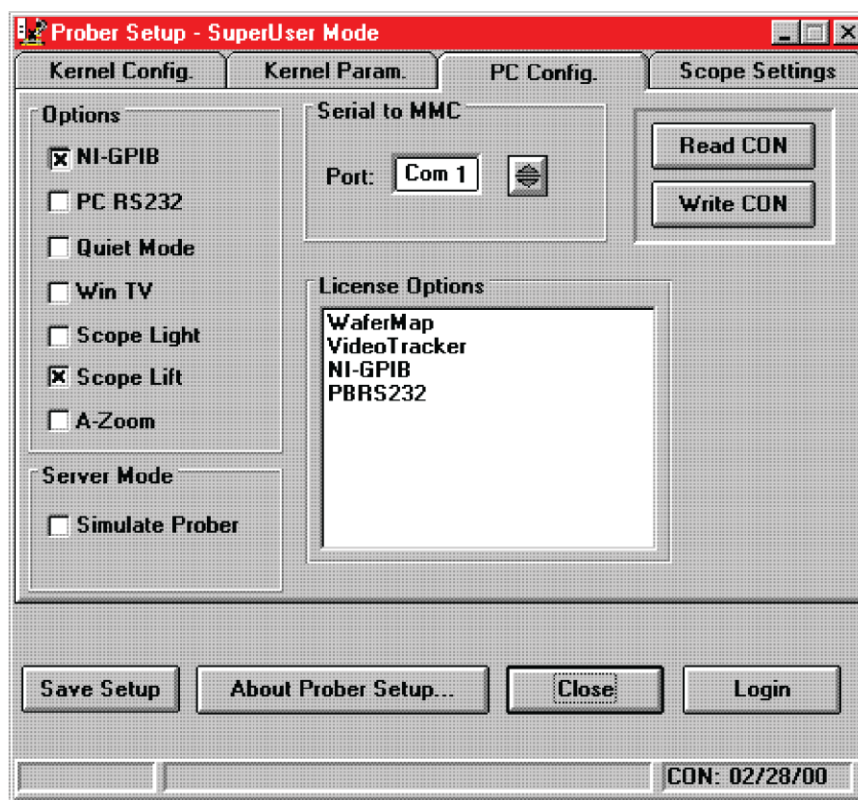 Prober Setup - SuperUser Mode
Kernel Config.
Kernel Param.
PC Config.
Scope Settings
Options
NI-GPIB
PC RS232
Quiet Mode
Win TV
Scope Light
Scope Lift
A-Zoom
Server Mode
Simulate Prober
Serial to MMC
Port: Com 1
Read CON
Write CON
License Options
WaferMap
VideoTracker
NI-GPIB
PBRS232
Save Setup
About Prober Setup...
Close
Login
CON: 02/28/00